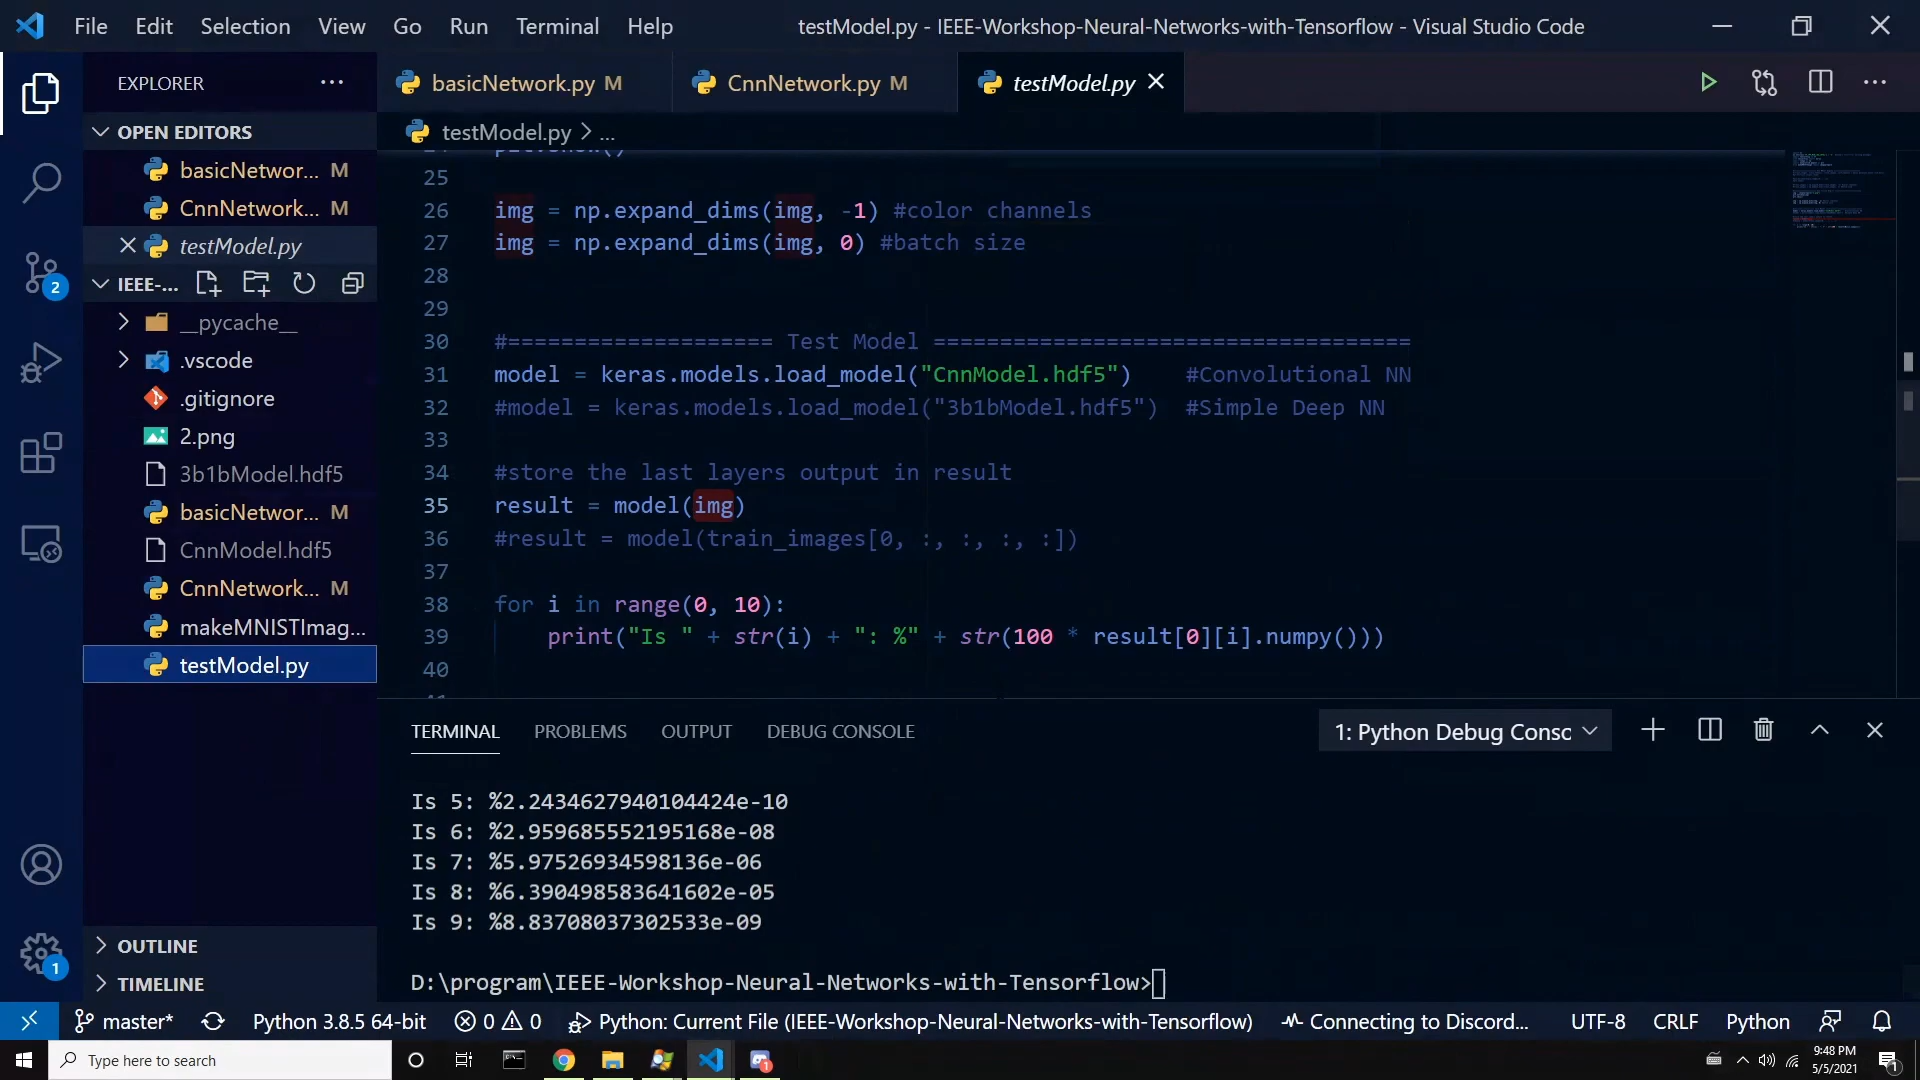 File Edit Selection View Go Run Terminal Help testModel.py - IEEE-Workshop-Neural-Networks-with-Tensorflow - Visual Studio Code
EXPLORER
OPEN EDITORS
basicNetwor... M
CnnNetwork... M
testModel.py
IEEE-...
__pycache__
.vscode
.gitignore
2.png
3b1bModel.hdf5
basicNetwor... M
CnnModel.hdf5
CnnNetwork... M
makeMNISTImag...
testModel.py
OUTLINE
TIMELINE
2
1
basicNetwork.py M CnnNetwork.py M testModel.py
testModel.py > ...
24 plt.show()
25
26 img = np.expand_dims(img, -1) #color channels
27 img = np.expand_dims(img, 0) #batch size
28
29
30 #==================== Test Model ====================================
31 model = keras.models.load_model("CnnModel.hdf5") #Convolutional NN
32 #model = keras.models.load_model("3b1bModel.hdf5") #Simple Deep NN
33
34 #store the last layers output in result
35 result = model(img)
36 #result = model(train_images[0, :, :, :, :])
37
38 for i in range(0, 10):
39 print("Is " + str(i) + ": %" + str(100 * result[0][i].numpy()))
40
TERMINAL PROBLEMS OUTPUT DEBUG CONSOLE 1: Python Debug Consc
Is 5: %2.2434627940104424e-10
Is 6: %2.959685552195168e-08
Is 7: %5.97526934598136e-06
Is 8: %6.390498583641602e-05
Is 9: %8.83708037302533e-09
D:\program\IEEE-Workshop-Neural-Networks-with-Tensorflow>
master* Python 3.8.5 64-bit 0 0 Python: Current File (IEEE-Workshop-Neural-Networks-with-Tensorflow) Connecting to Discord... UTF-8 CRLF Python
Type here to search
1
9:48 PM
5/5/2021
1